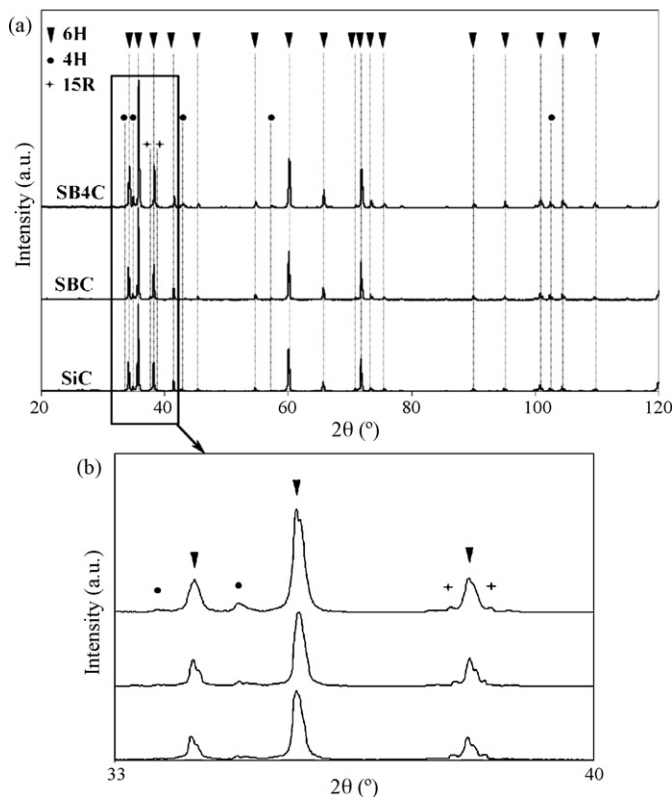 (a)
6H
4H
15R
Intensity (a.u.)
SB4C
SBC
SiC
20 40 60 80 100 120
2θ (º)
(b)
Intensity (a.u.)
33 40
2θ (º)